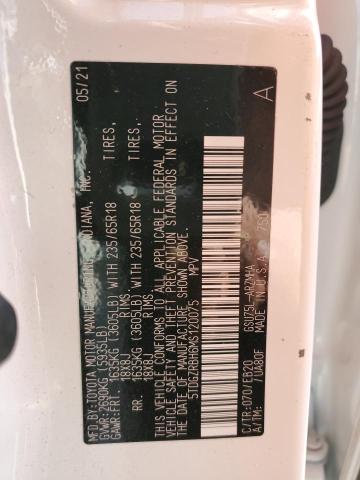 MFD.BY: TOYOTA MOTOR MANUFACTURING INDIANA, INC. 05/21
GVWR: 2690KG (5335LB)
GAWR:FRT. 1635KG (3605LB) WITH 235/65R18 TIRES,
18X8J RIMS
RR. 1635KG (3605LB) WITH 235/65R18 TIRES,
18X8J RIMS
THIS VEHICLE CONFORMS TO ALL APPLICABLE FEDERAL MOTOR
VEHICLE SAFETY AND THEFT PREVENTION STANDARDS IN EFFECT ON
THE DATE OF MANUFACTURE SHOWN ABOVE.
MPV
C/TR: 070/EB20
A/TM: /UA80F
MADE IN U.S.A.
A